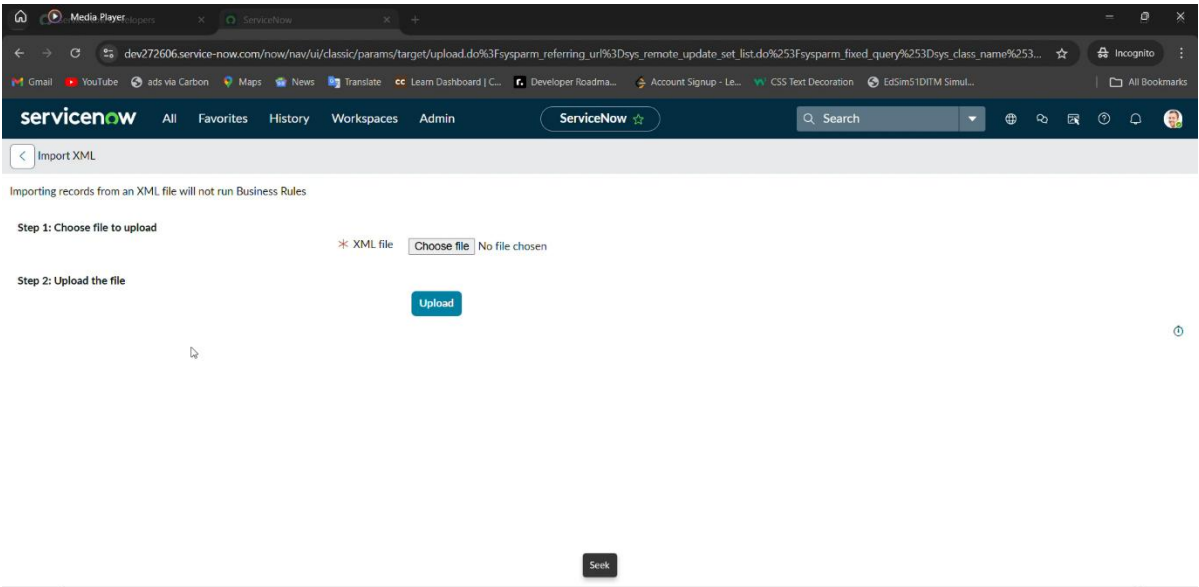 Media Player elopers ServiceNow
dev272606.service-now.com/now/nav/ui/classic/params/target/upload.do%3Fsysparm_referring_url%3Dsys_remote_update_set_list.do%253Fsysparm_fixed_query%253Dsys_class_name%253... Incognito
Gmail YouTube ads via Carbon Maps News Translate cc Learn Dashboard | C... r. Developer Roadma... Account Signup - Le... CSS Text Decoration EdSim51DITM Simul... All Bookmarks
servicenow All Favorites History Workspaces Admin ServiceNow Search
Import XML
Importing records from an XML file will not run Business Rules
Step 1: Choose file to upload
XML file Choose file No file chosen
Step 2: Upload the file
Upload
Seek